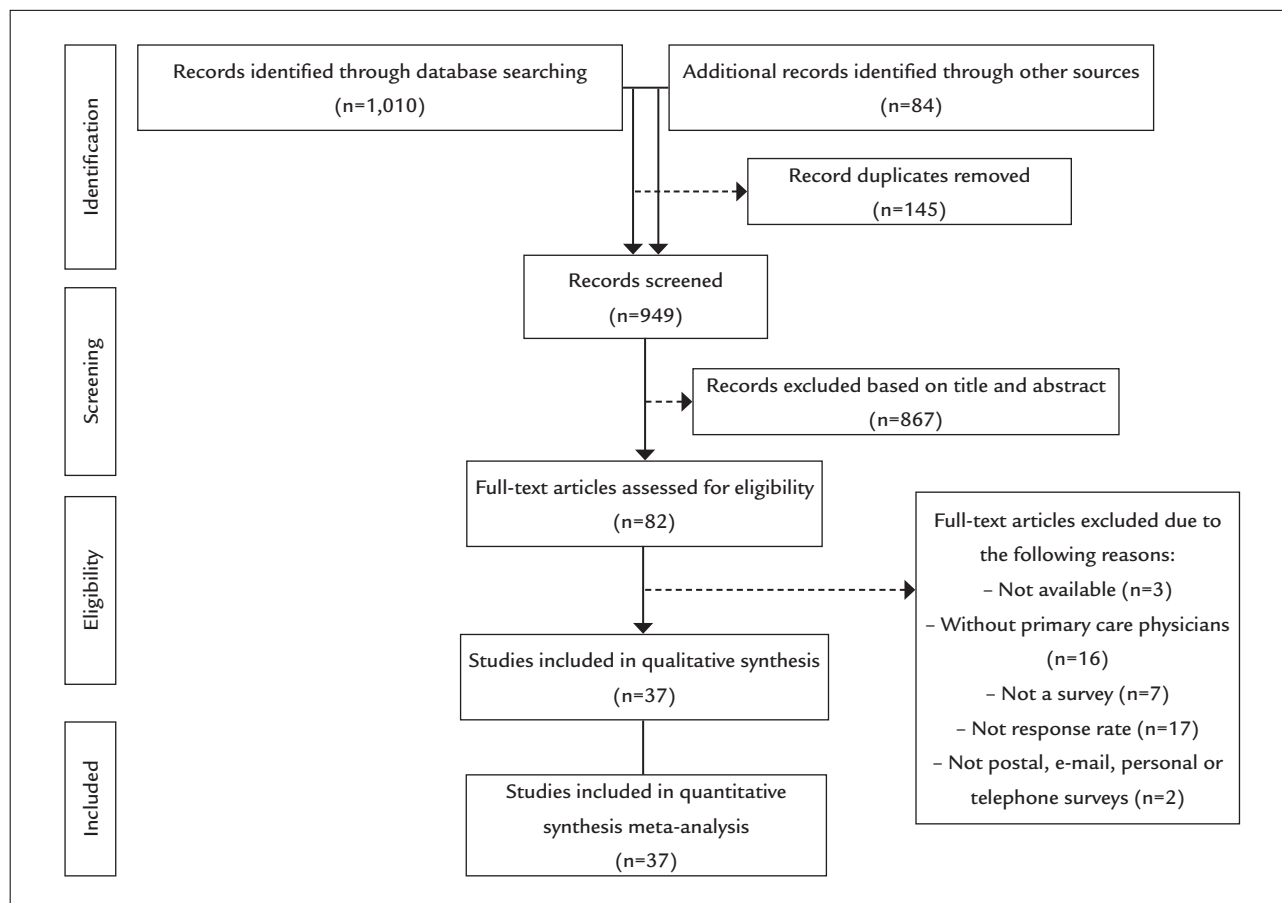 Identification
Records identified through database searching
(n=1,010)
Additional records identified through other sources
(n=84)
Record duplicates removed
(n=145)
Screening
Records screened
(n=949)
Records excluded based on title and abstract
(n=867)
Eligibility
Full-text articles assessed for eligibility
(n=82)
Full-text articles excluded due to
the following reasons:
– Not available (n=3)
– Without primary care physicians
(n=16)
– Not a survey (n=7)
– Not response rate (n=17)
– Not postal, e-mail, personal or
telephone surveys (n=2)
Studies included in qualitative synthesis
(n=37)
Included
Studies included in quantitative
synthesis meta-analysis
(n=37)